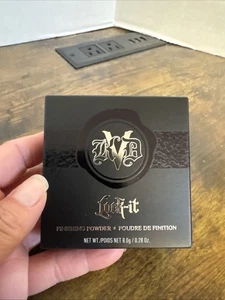 KVD
Lock-it
FINISHING POWDER • POUDRE DE FINITION
NET WT./POIDS NET 8.0g / 0.28 Oz.